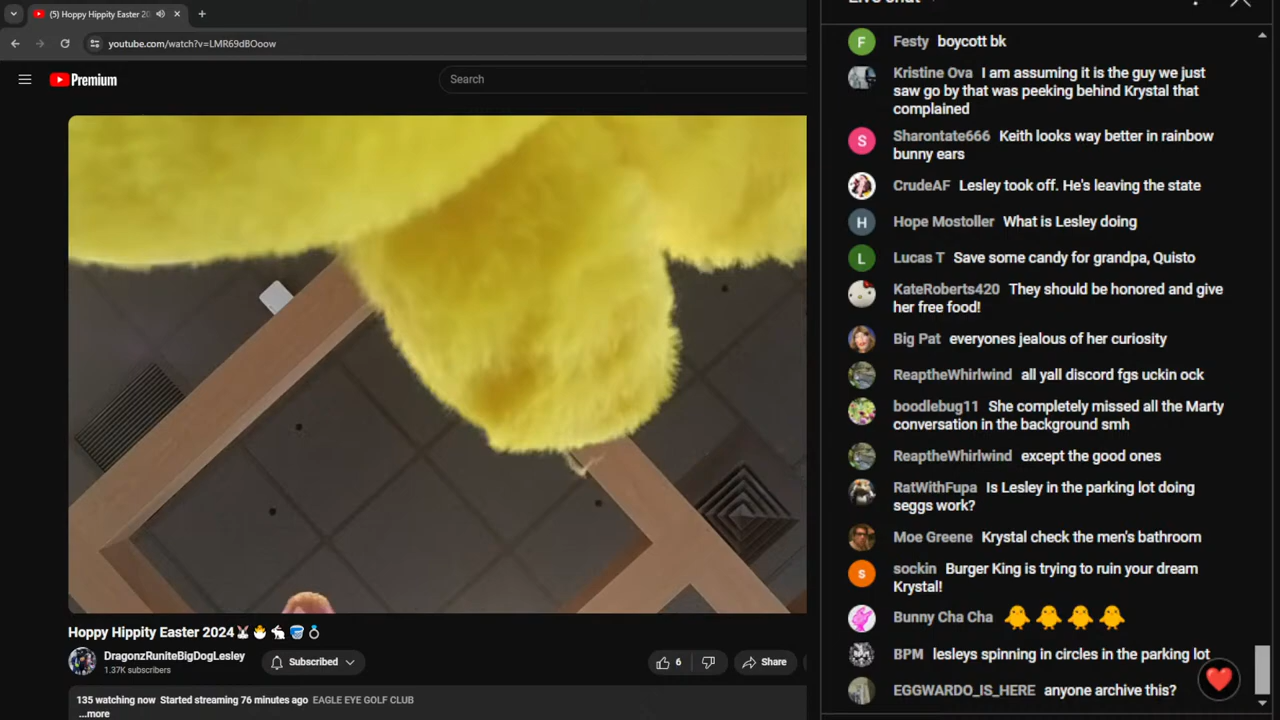 (5) Hoppy Hippity Easter 20
youtube.com/watch?v=LMR69dBOoow
Premium
Search
Hoppy Hippity Easter 2024🐰🐥🐇🪣💍
DragonzRuniteBigDogLesley
1.37K subscribers
Subscribed
6
Share
135 watching now Started streaming 76 minutes ago EAGLE EYE GOLF CLUB
...more
Live chat
F
Festy boycott bk
Kristine Ova I am assuming it is the guy we just
saw go by that was peeking behind Krystal that
complained
S
Sharontate666 Keith looks way better in rainbow
bunny ears
CrudeAF Lesley took off. He's leaving the state
H
Hope Mostoller What is Lesley doing
L
Lucas T Save some candy for grandpa, Quisto
KateRoberts420 They should be honored and give
her free food!
Big Pat everyones jealous of her curiosity
ReaptheWhirlwind all yall discord fgs uckin ock
boodlebug11 She completely missed all the Marty
conversation in the background smh
ReaptheWhirlwind except the good ones
RatWithFupa Is Lesley in the parking lot doing
seggs work?
Moe Greene Krystal check the men's bathroom
s
sockin Burger King is trying to ruin your dream
Krystal!
Bunny Cha Cha 🐥🐥🐥🐥
BPM lesleys spinning in circles in the parking lot
EGGWARDO_IS_HERE anyone archive this?